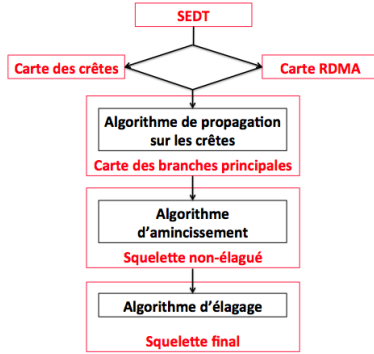 SEDT
Carte des crêtes
Carte RDMA
Algorithme de propagation
sur les crêtes
Carte des branches principales
Algorithme
d'amincissement
Squelette non-élagué
Algorithme d'élagage
Squelette final